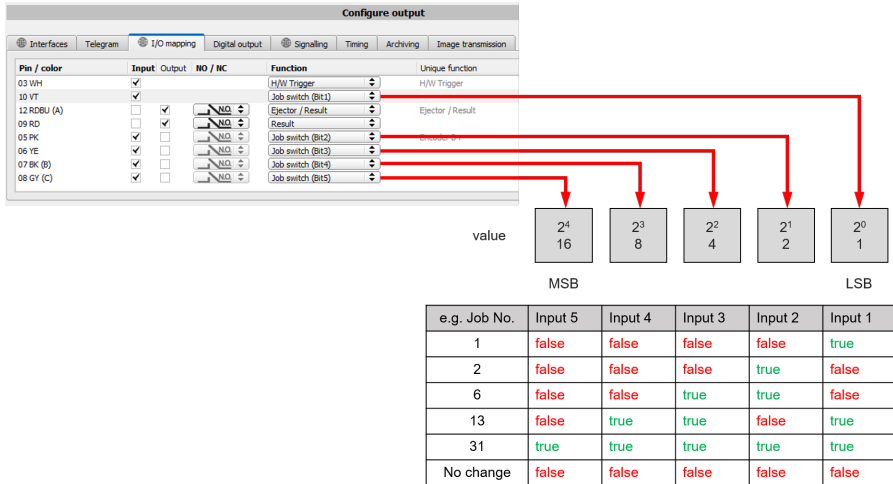 Configure output
Interfaces Telegram I/O mapping Digital output Signalling Timing Archiving Image transmission
Pin / color Input Output NO / NC Function Unique function
03 WH H/W Trigger H/W Trigger
10 VT Job switch (Bit1)
12 RDBU (A) N.O. Ejector / Result Ejector / Result
09 RD N.O. Result
05 PK N.O. Job switch (Bit2)
06 YE N.O. Job switch (Bit3)
07 BK (B) N.O. Job switch (Bit4)
08 GY (C) N.O. Job switch (Bit5)
value 2⁴ 2³ 2² 2¹ 2⁰
16 8 4 2 1
MSB LSB
e.g. Job No. Input 5 Input 4 Input 3 Input 2 Input 1
1 false false false false true
2 false false false true false
6 false false true true false
13 false true true false true
31 true true true true true
No change false false false false false